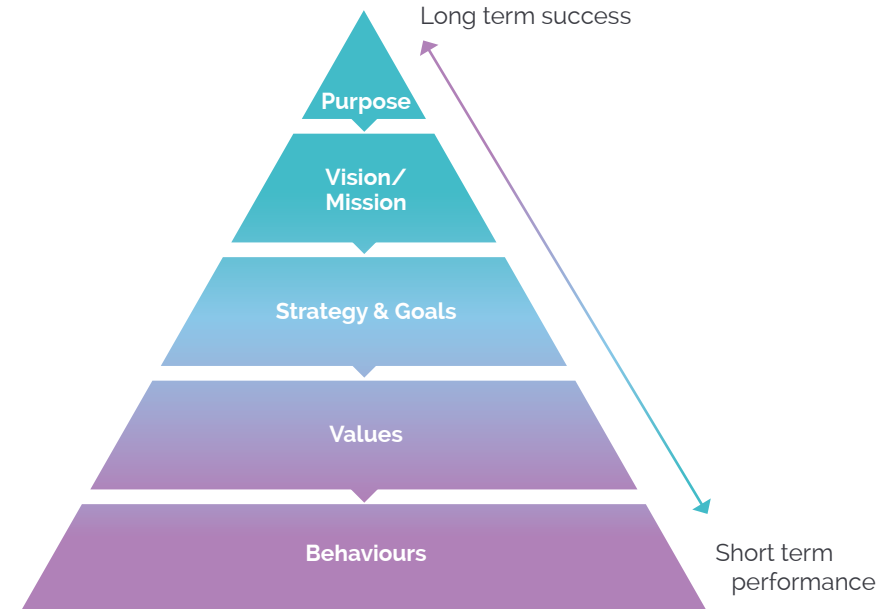 Long term success
Purpose
Vision/
Mission
Strategy & Goals
Values
Behaviours
Short term
performance